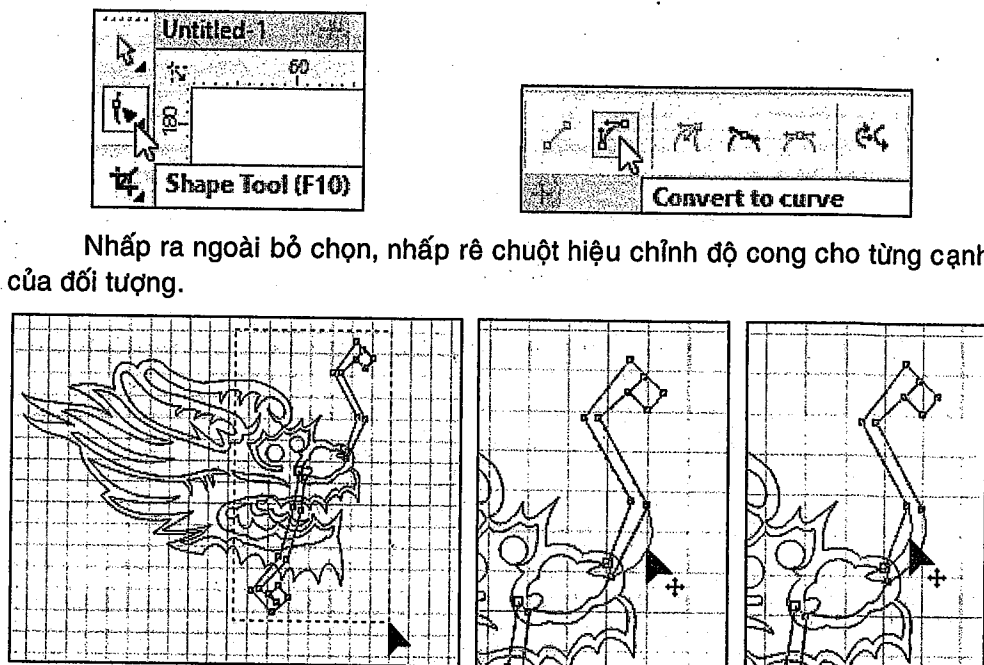 Untitled-1
60
180
Shape Tool (F10)
Convert to curve
Nhấp ra ngoài bỏ chọn, nhấp rê chuột hiệu chỉnh độ cong cho từng cạnh
của đối tượng.